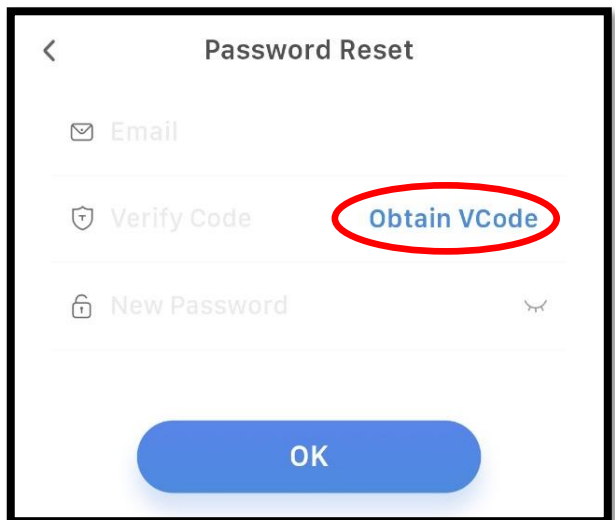 Password Reset
Email
Verify Code Obtain VCode
New Password
OK